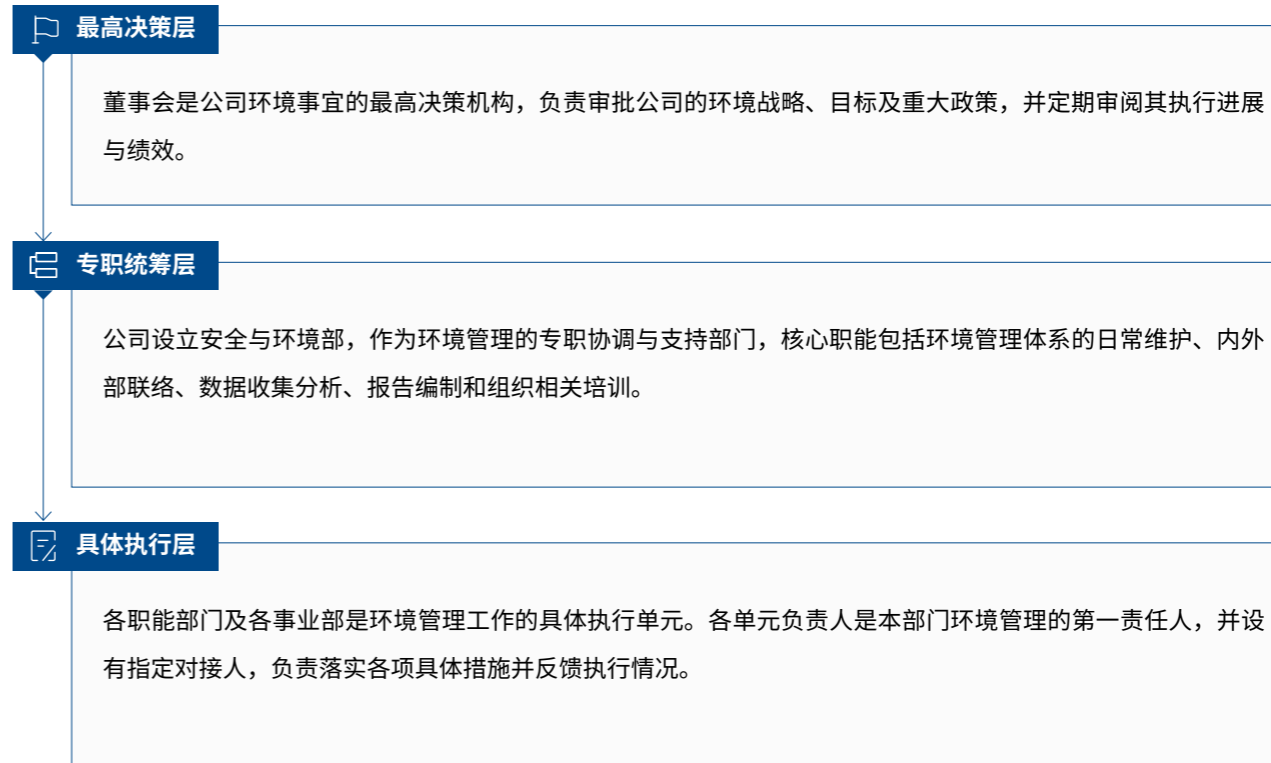 最高决策层
董事会是公司环境事宜的最高决策机构，负责审批公司的环境战略、目标及重大政策，并定期审阅其执行进展
与绩效。
专职统筹层
公司设立安全与环境部，作为环境管理的专职协调与支持部门，核心职能包括环境管理体系的日常维护、内外
部联络、数据收集分析、报告编制和组织相关培训。
具体执行层
各职能部门及各事业部是环境管理工作的具体执行单元。各单元负责人是本部门环境管理的第一责任人，并设
有指定对接人，负责落实各项具体措施并反馈执行情况。